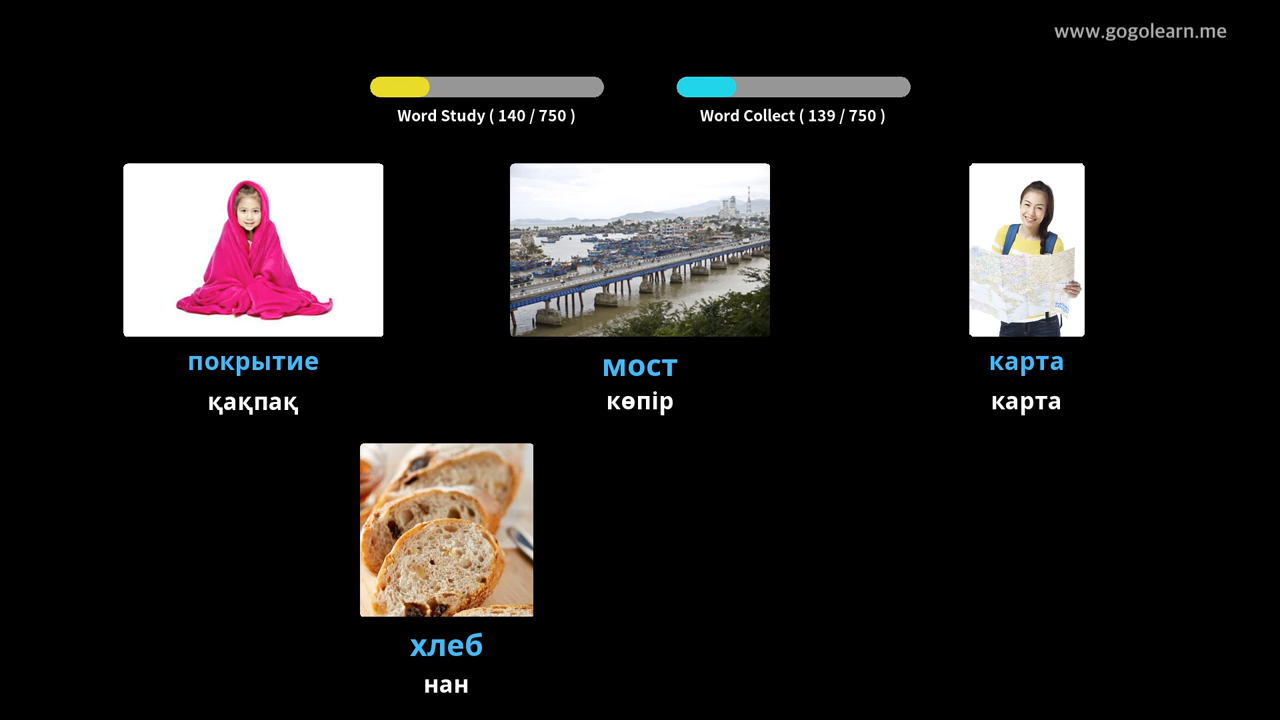 www.gogolearn.me
Word Study ( 140 / 750 )
Word Collect ( 139 / 750 )
покрытие
қақпақ
мост
көпір
карта
карта
хлеб
нан